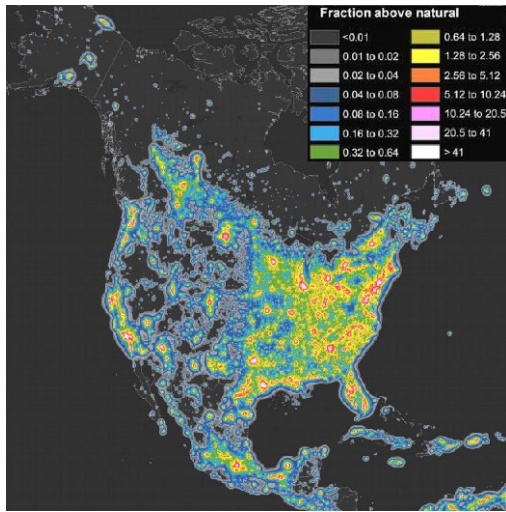 Fraction above natural
<0.01
0.01 to 0.02
0.02 to 0.04
0.04 to 0.08
0.08 to 0.16
0.16 to 0.32
0.32 to 0.64
0.64 to 1.28
1.28 to 2.56
2.56 to 5.12
5.12 to 10.24
10.24 to 20.5
20.5 to 41
> 41